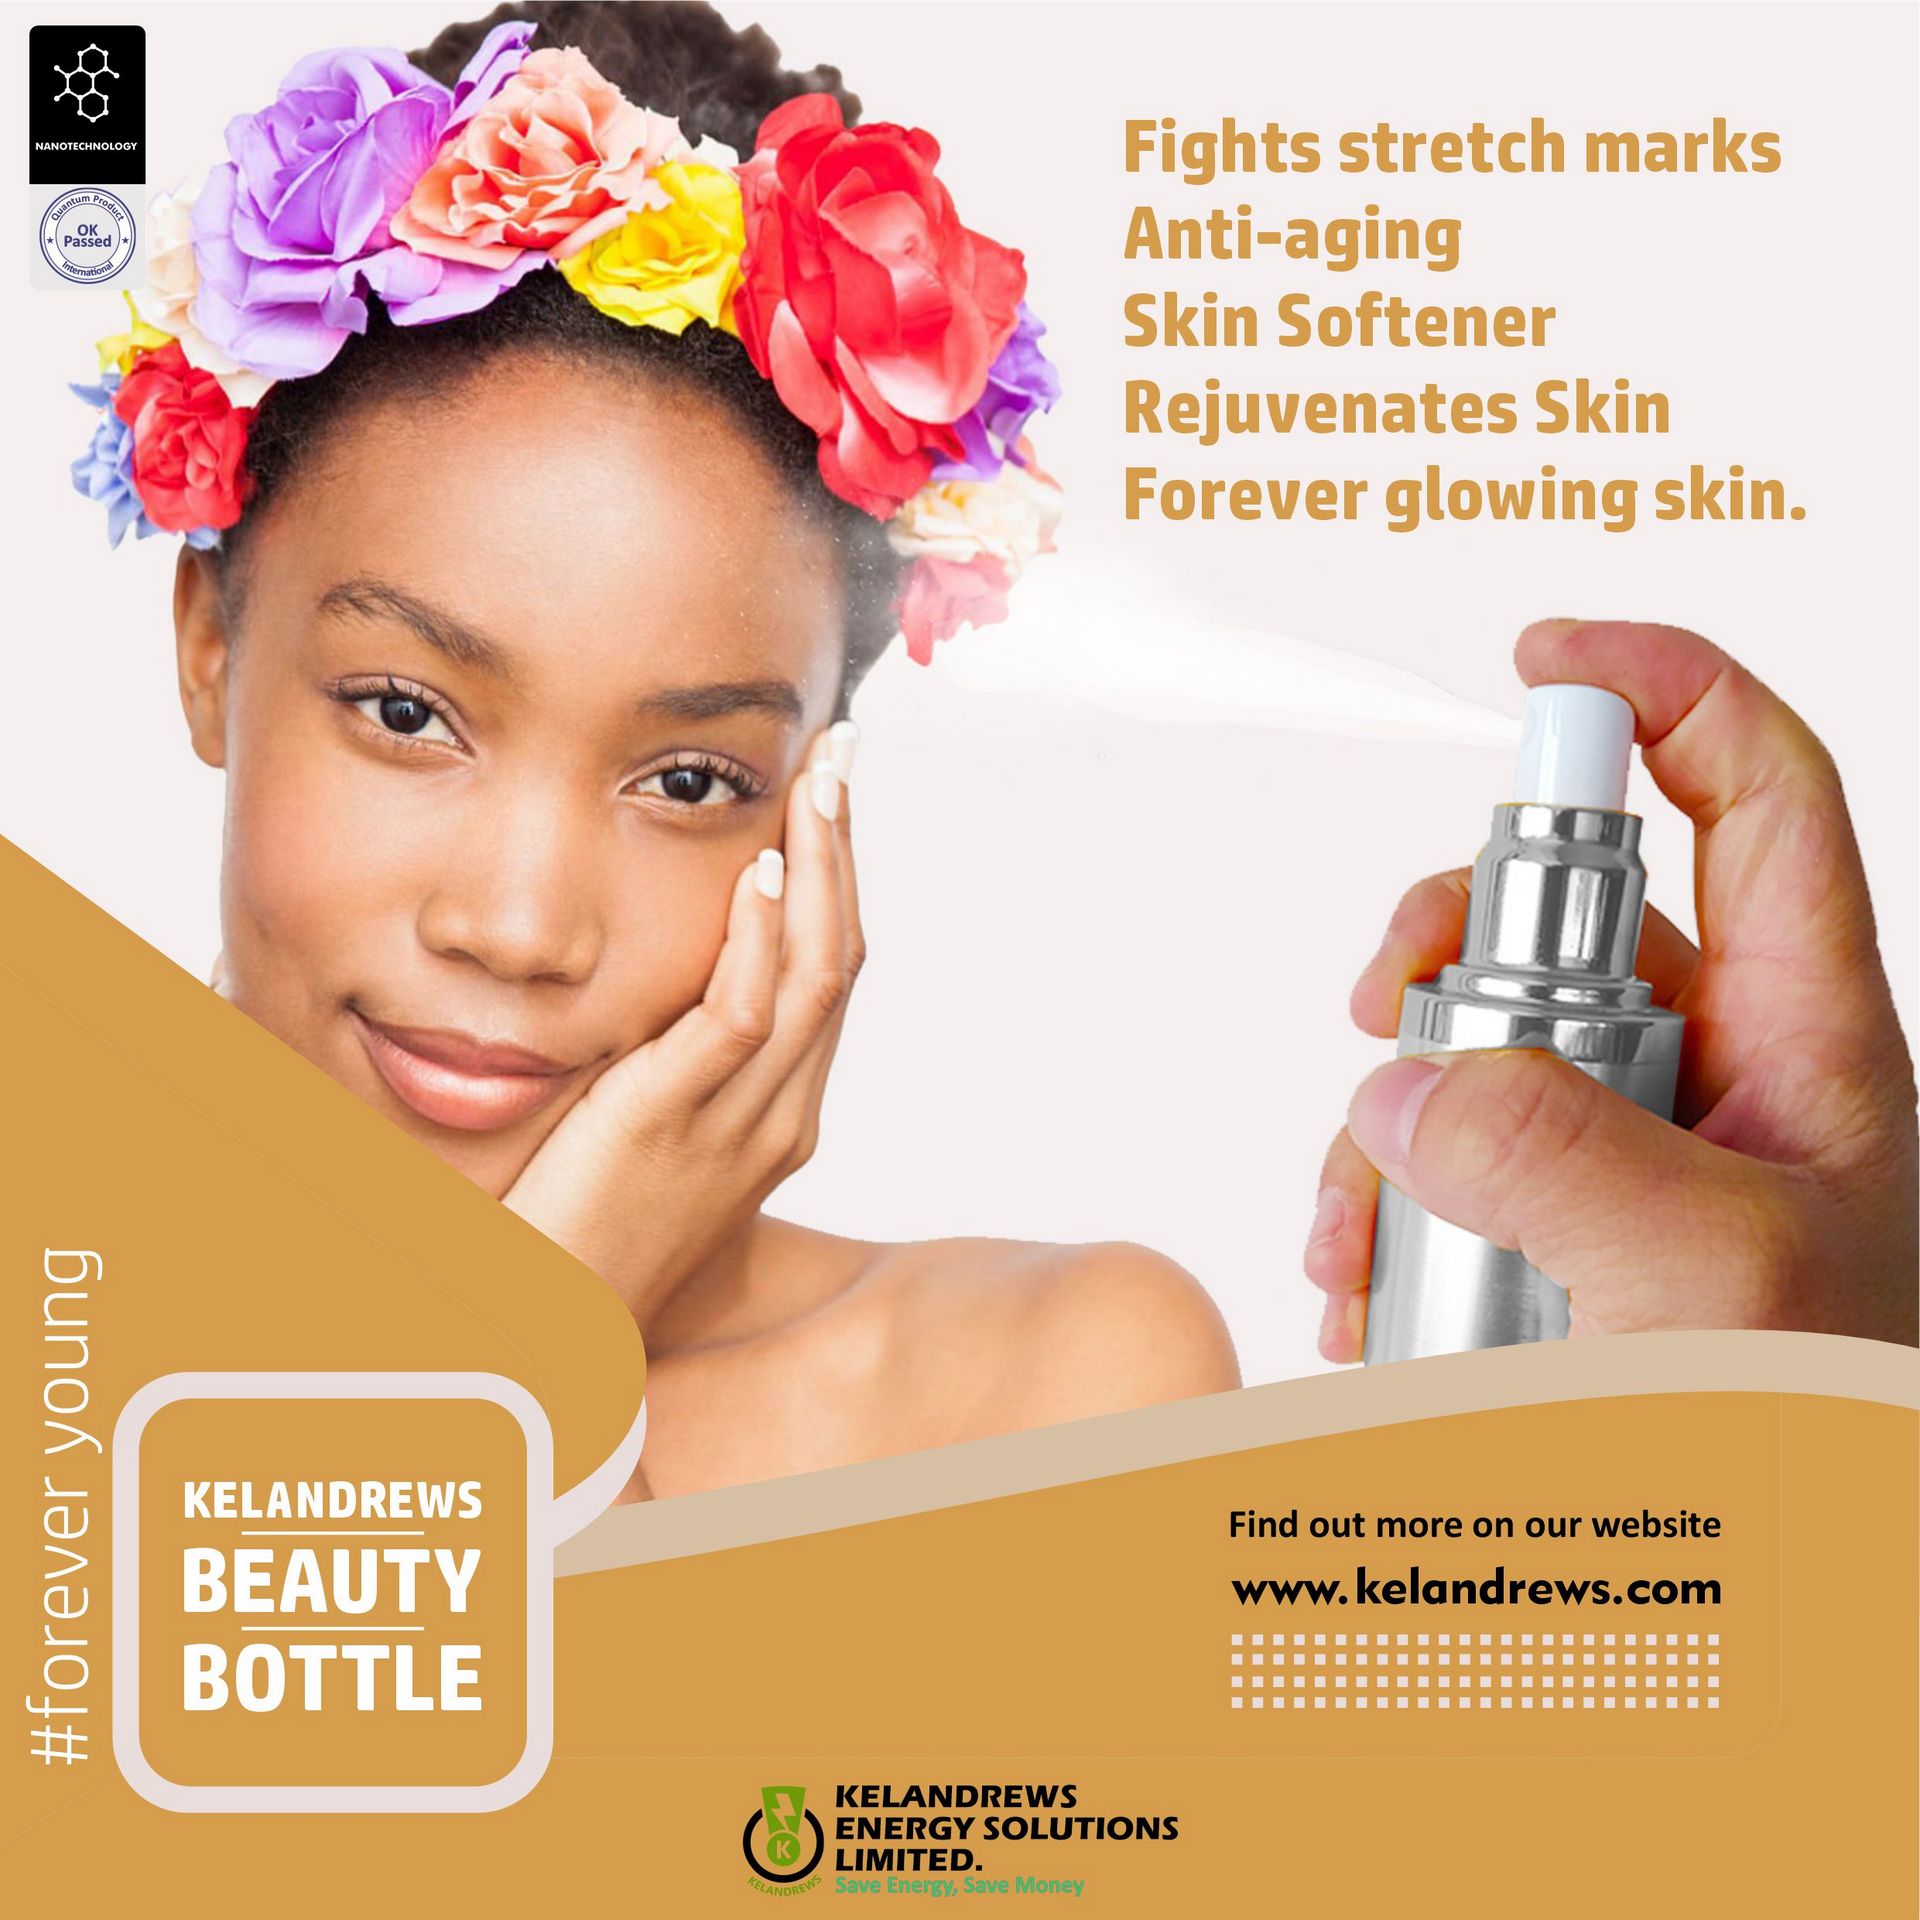 NANOTECHNOLOGY
Quantum Product
OK
Passed
International
Fights stretch marks
Anti-aging
Skin Softener
Rejuvenates Skin
Forever glowing skin.
#forever young
KELANDREWS
BEAUTY
BOTTLE
Find out more on our website
www.kelandrews.com
K
KELANDREWS
KELANDREWS
ENERGY SOLUTIONS
LIMITED.
Save Energy, Save Money